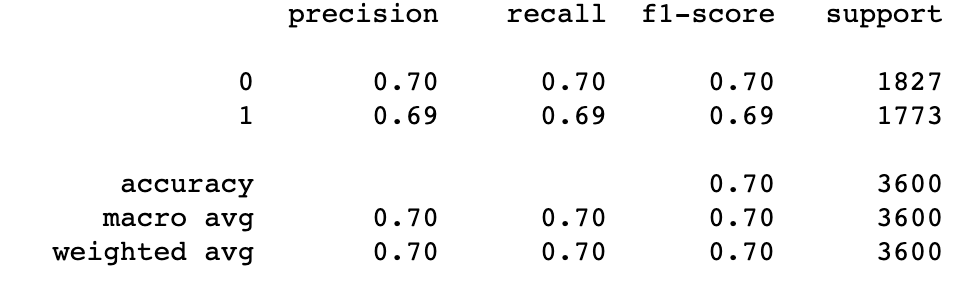 precision recall f1-score support
0 0.70 0.70 0.70 1827
1 0.69 0.69 0.69 1773
accuracy 0.70 3600
macro avg 0.70 0.70 0.70 3600
weighted avg 0.70 0.70 0.70 3600